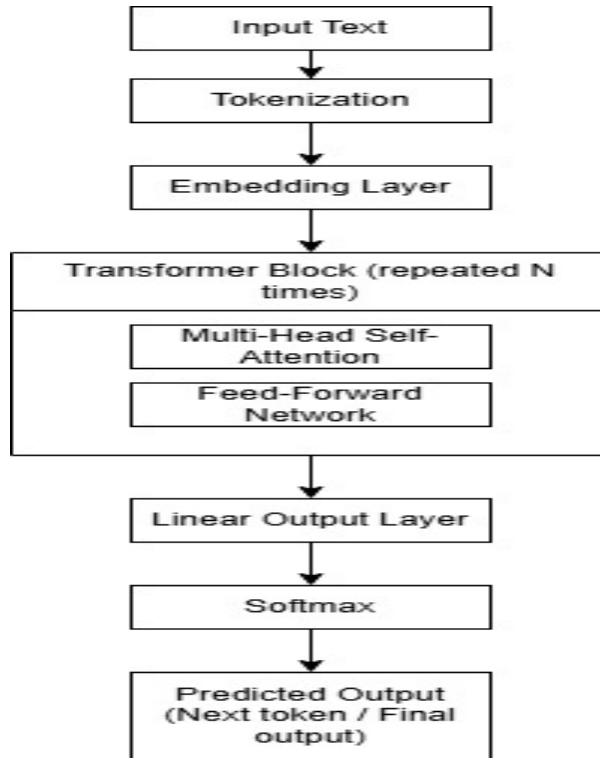 Input Text
Tokenization
Embedding Layer
Transformer Block (repeated N
times)
Multi-Head Self-
Attention
Feed-Forward
Network
Linear Output Layer
Softmax
Predicted Output
(Next token / Final
output)